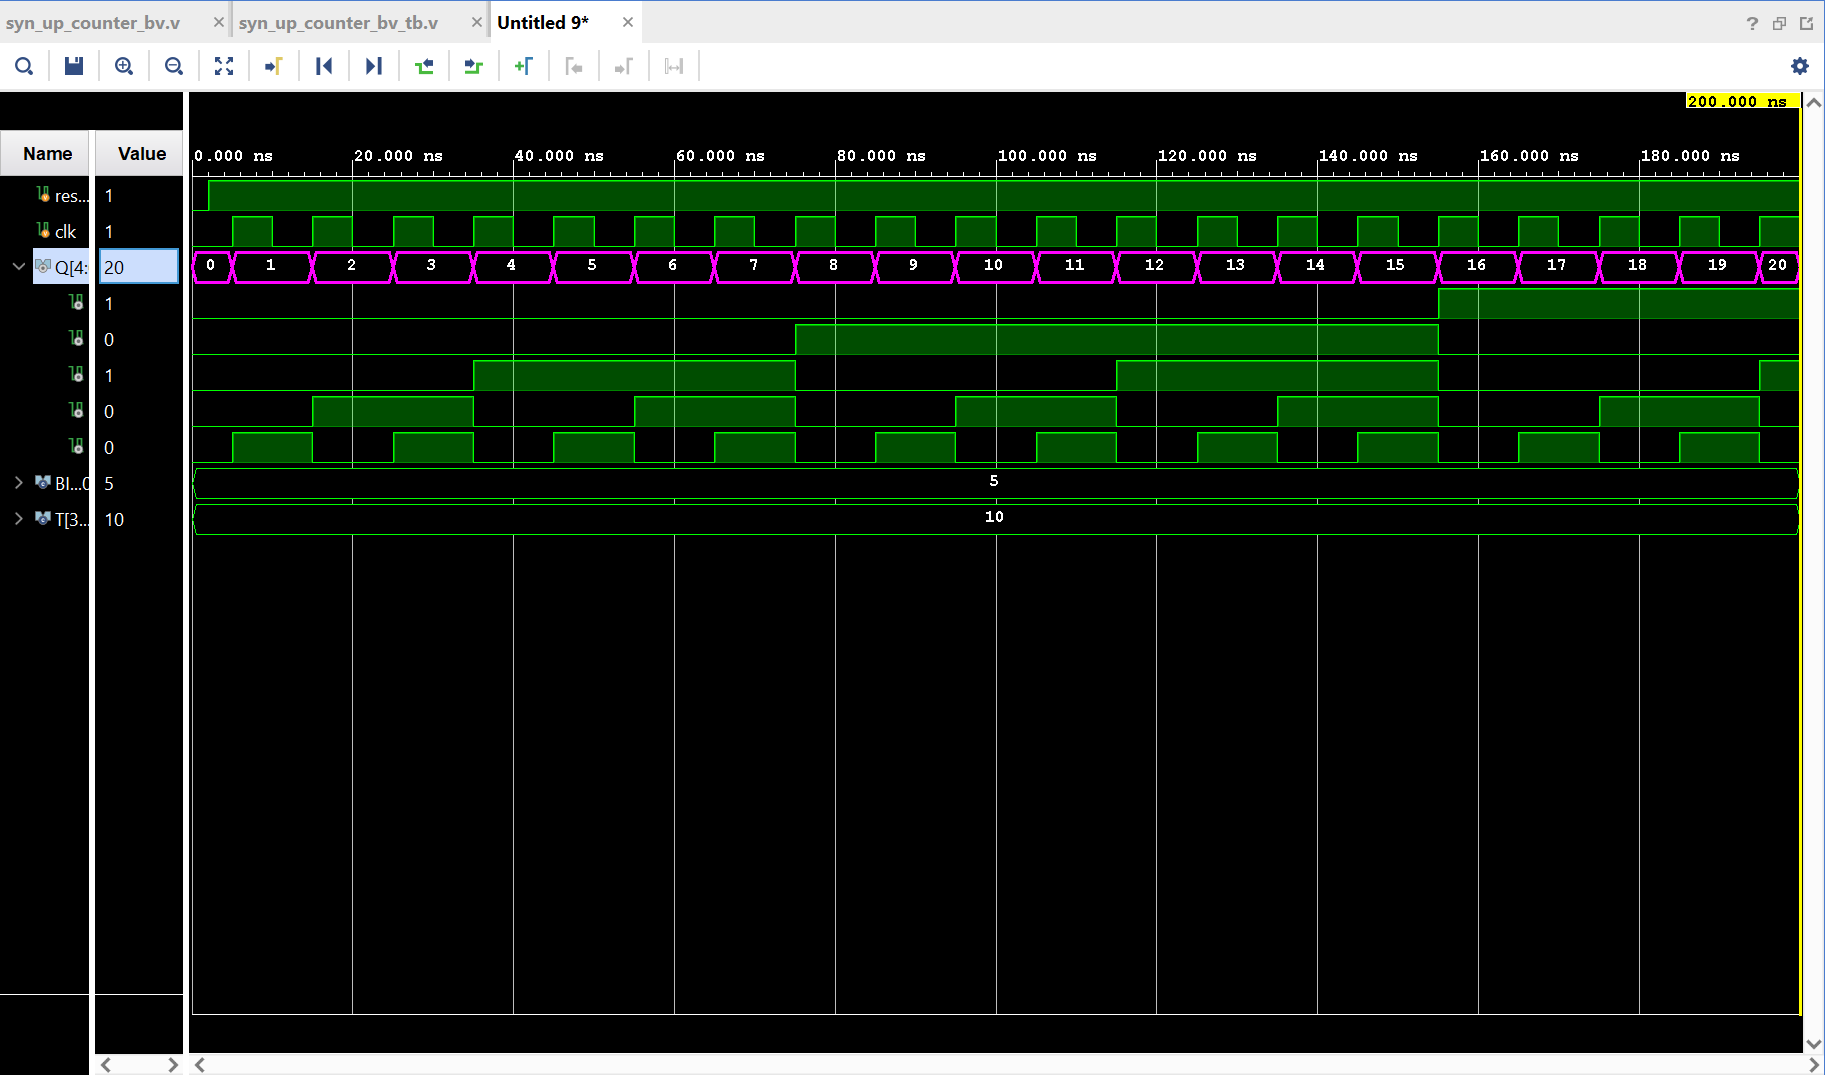 syn_up_counter_bv.v × syn_up_counter_bv_tb.v × Untitled 9* × ?
200.000 ns
Name Value 0.000 ns 20.000 ns 40.000 ns 60.000 ns 80.000 ns 100.000 ns 120.000 ns 140.000 ns 160.000 ns 180.000 ns
res... 1
clk 1
Q[4: 20 0 1 2 3 4 5 6 7 8 9 10 11 12 13 14 15 16 17 18 19 20
1
0
1
0
0
BI...0 5 5
T[3... 10 10